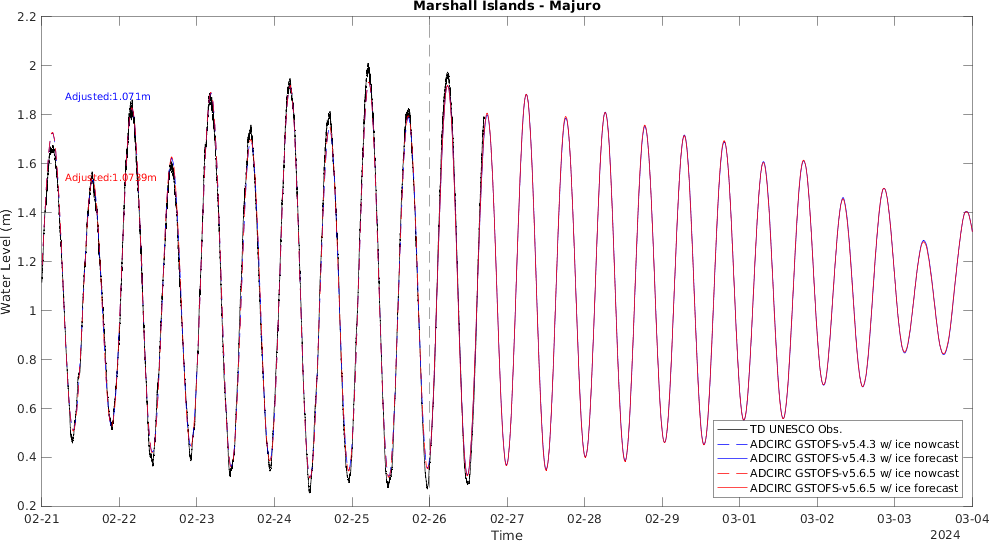 Marshall Islands - Majuro
2.2
2
1.8
1.6
1.4
1.2
1
0.8
0.6
0.4
0.2
Water Level (m)
Adjusted:1.071m
Adjusted:1.0739m
TD UNESCO Obs.
ADCIRC GSTOFS-v5.4.3 w/ ice nowcast
ADCIRC GSTOFS-v5.4.3 w/ ice forecast
ADCIRC GSTOFS-v5.6.5 w/ ice nowcast
ADCIRC GSTOFS-v5.6.5 w/ ice forecast
02-21 02-22 02-23 02-24 02-25 02-26 02-27 02-28 02-29 03-01 03-02 03-03 03-04
Time
2024